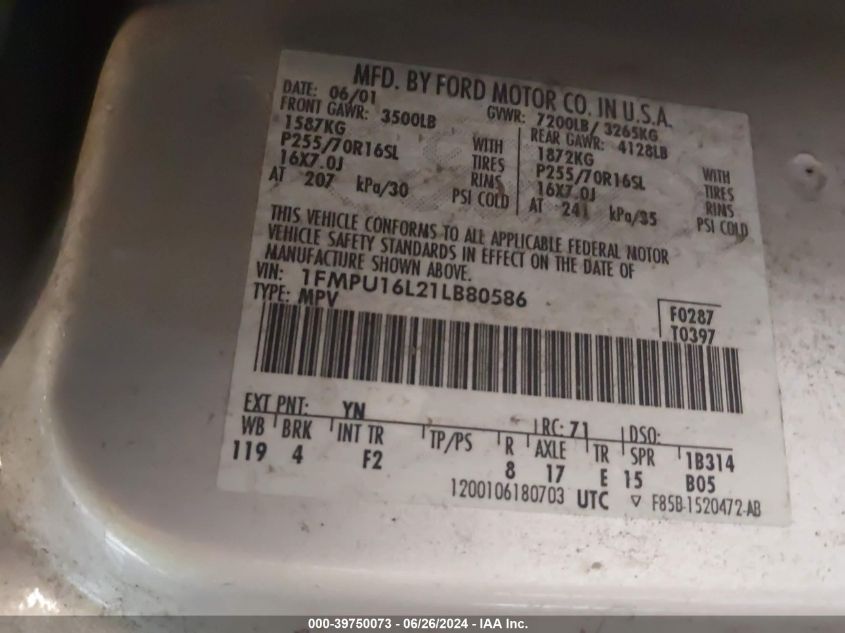 MFD. BY FORD MOTOR CO. IN U.S.A.
DATE: 06/01 GVWR: 7200LB/ 3265KG
FRONT GAWR: 3500LB REAR GAWR: 4128LB
1587KG WITH 1872KG WITH
P255/70R16SL TIRES P255/70R16SL TIRES
16X7.0J RIMS 16X7.0J RIMS
AT 207 kPa/30 PSI COLD AT 241 kPa/35 PSI COLD
THIS VEHICLE CONFORMS TO ALL APPLICABLE FEDERAL MOTOR
VEHICLE SAFETY STANDARDS IN EFFECT ON THE DATE OF
MANUFACTURE SHOWN ABOVE.
VIN: 1FMPU16L21LB80586
TYPE: MPV
F0287
T0397
EXT PNT: YN RC: 71 DSO:
WB BRK INT TR TP/PS R AXLE TR SPR 1B314
119 4 F2 8 17 E 15 B05
1200106180703 UTC ▽ F85B-1520472-AB
000-39750073 - 06/26/2024 - IAA Inc.